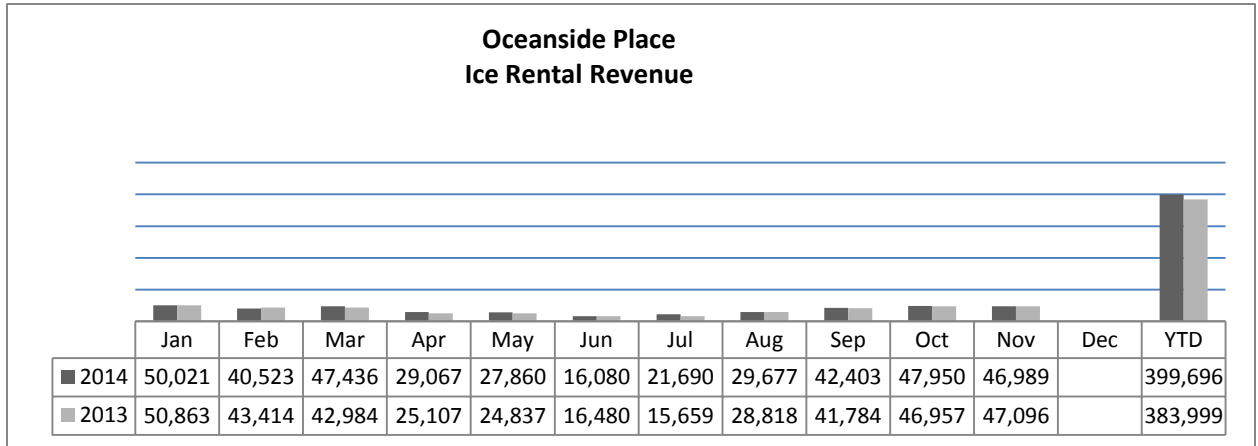 Oceanside Place
Ice Rental Revenue
Jan Feb Mar Apr May Jun Jul Aug Sep Oct Nov Dec YTD
2014 50,021 40,523 47,436 29,067 27,860 16,080 21,690 29,677 42,403 47,950 46,989 399,696
2013 50,863 43,414 42,984 25,107 24,837 16,480 15,659 28,818 41,784 46,957 47,096 383,999